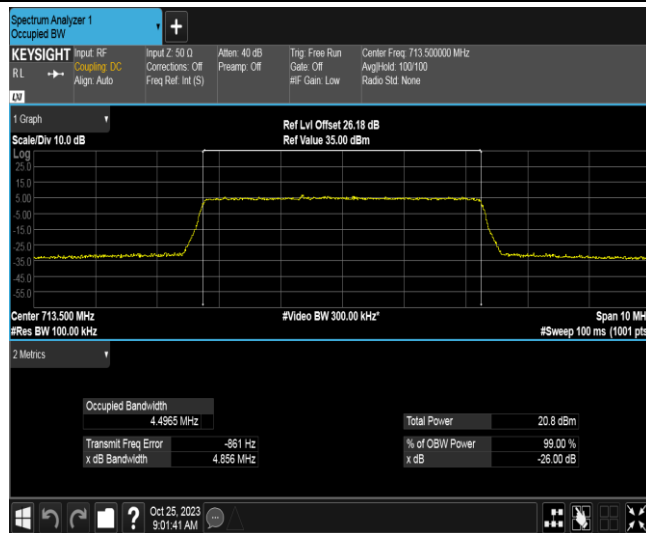 Spectrum Analyzer 1
Occupied BW
+
KEYSIGHT
RL
Input: RF
Coupling: DC
Align: Auto
Input Z: 50 Ω
Corrections: Off
Freq Ref: Int (S)
Atten: 40 dB
Preamp: Off
Trig: Free Run
Gate: Off
#IF Gain: Low
Center Freq: 713.500000 MHz
Avg|Hold: 100/100
Radio Std: None
1 Graph
Scale/Div 10.0 dB
Ref Lvl Offset 26.18 dB
Ref Value 35.00 dBm
Log
25.0
15.0
5.00
-5.00
-15.0
-25.0
-35.0
-45.0
-55.0
Center 713.500 MHz
#Res BW 100.00 kHz
#Video BW 300.00 kHz*
Span 10 MH
#Sweep 100 ms (1001 pts
2 Metrics
Occupied Bandwidth
4.4965 MHz
Transmit Freq Error -861 Hz
x dB Bandwidth 4.856 MHz
Total Power 20.8 dBm
% of OBW Power 99.00 %
x dB -26.00 dB
?
Oct 25, 2023
9:01:41 AM